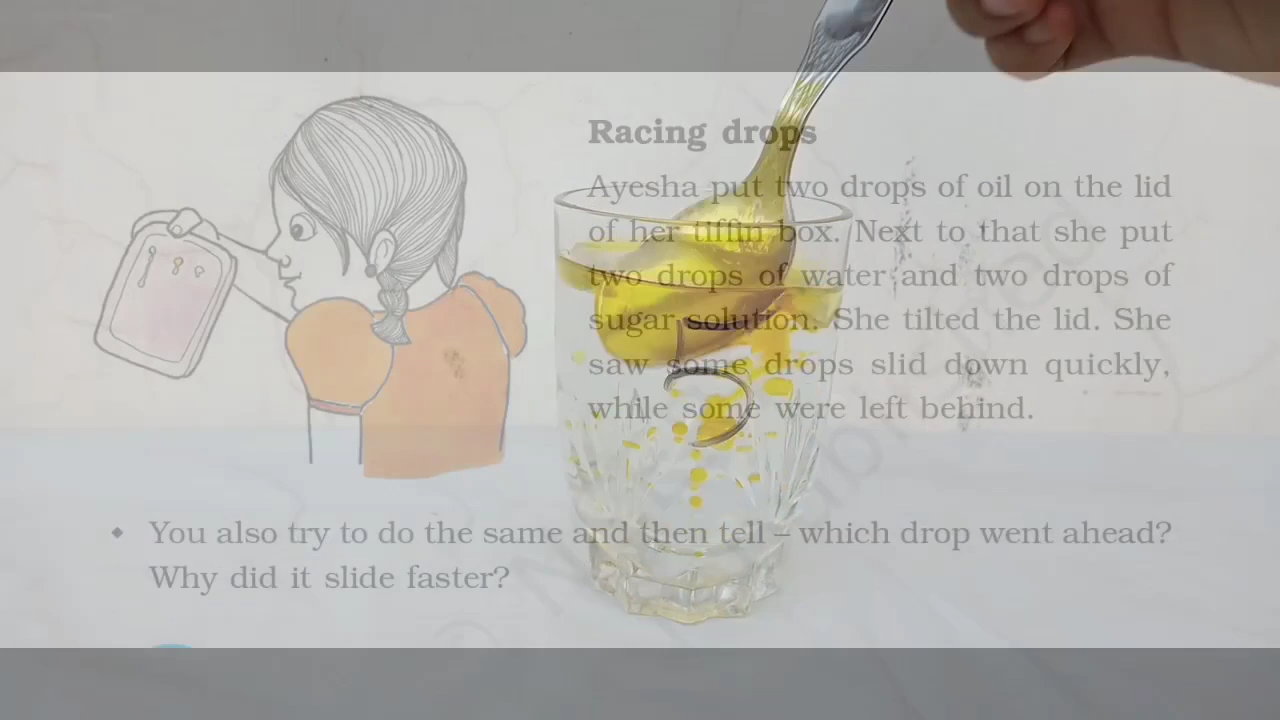 Racing drops
Ayesha put two drops of oil on the lid
of her tiffin box. Next to that she put
two drops of water and two drops of
sugar solution. She tilted the lid. She
saw some drops slid down quickly,
while some were left behind.
◆ You also try to do the same and then tell – which drop went ahead?
Why did it slide faster?